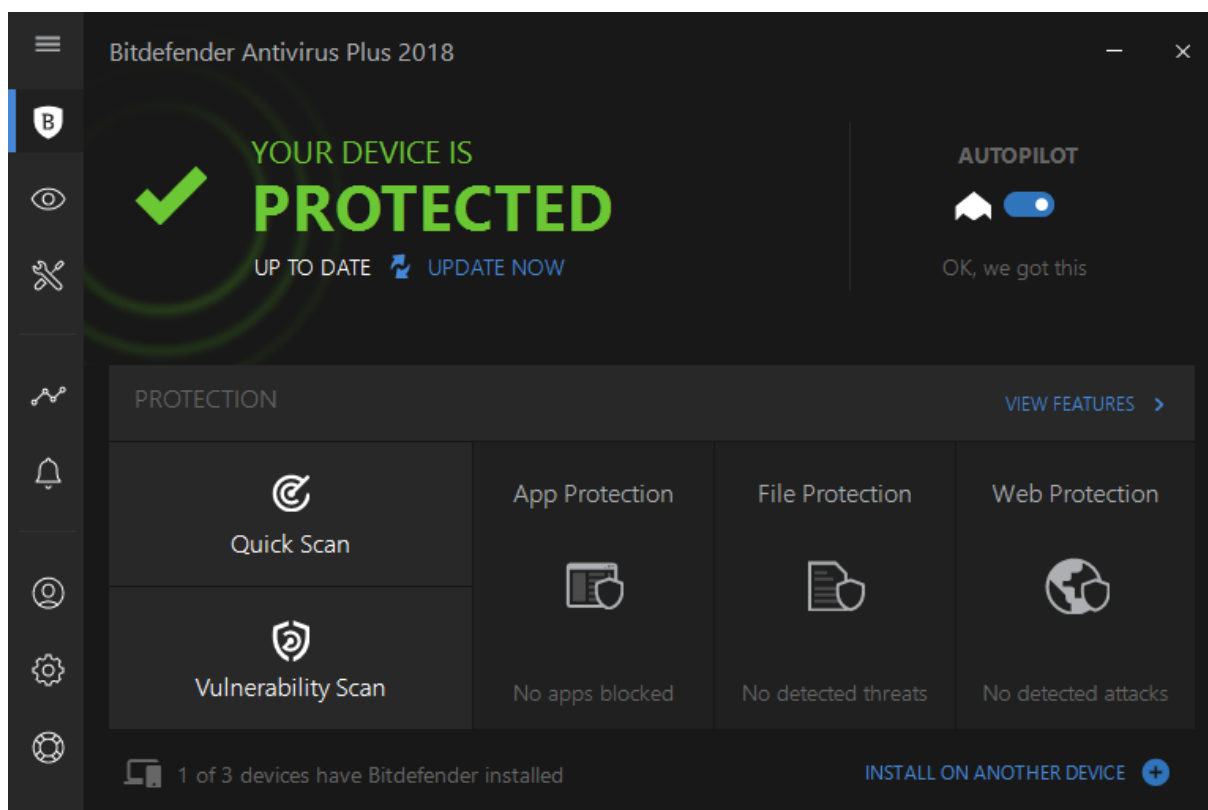 Bitdefender Antivirus Plus 2018
B
YOUR DEVICE IS
PROTECTED
UP TO DATE UPDATE NOW
AUTOPILOT
OK, we got this
PROTECTION
VIEW FEATURES
Quick Scan
Vulnerability Scan
App Protection
No apps blocked
File Protection
No detected threats
Web Protection
No detected attacks
1 of 3 devices have Bitdefender installed
INSTALL ON ANOTHER DEVICE